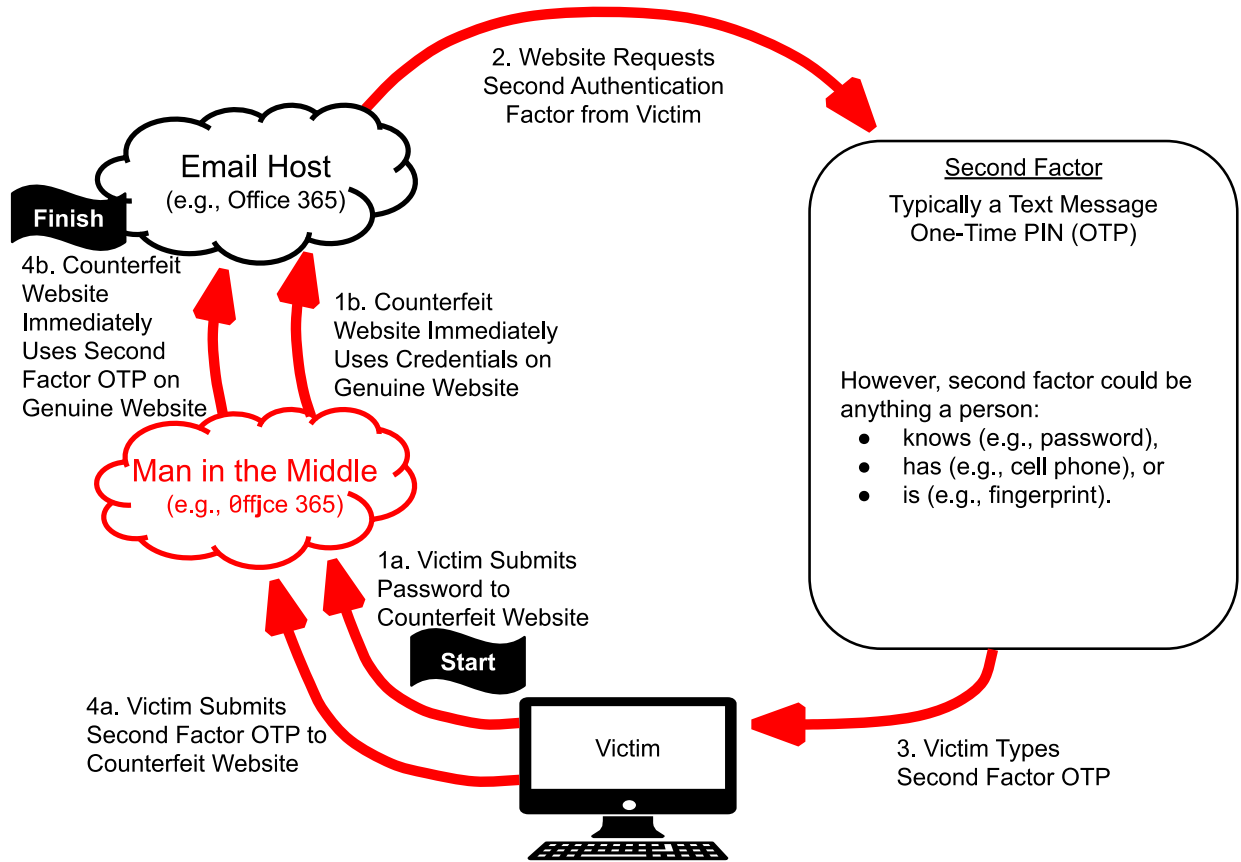 2. Website Requests
Second Authentication
Factor from Victim
Email Host
(e.g., Office 365)
Finish
Second Factor
Typically a Text Message
One-Time PIN (OTP)
However, second factor could be
anything a person:
● knows (e.g., password),
● has (e.g., cell phone), or
● is (e.g., fingerprint).
4b. Counterfeit
Website
Immediately
Uses Second
Factor OTP on
Genuine Website
1b. Counterfeit
Website Immediately
Uses Credentials on
Genuine Website
Man in the Middle
(e.g., 0ffjce 365)
1a. Victim Submits
Password to
Counterfeit Website
Start
4a. Victim Submits
Second Factor OTP to
Counterfeit Website
Victim
3. Victim Types
Second Factor OTP